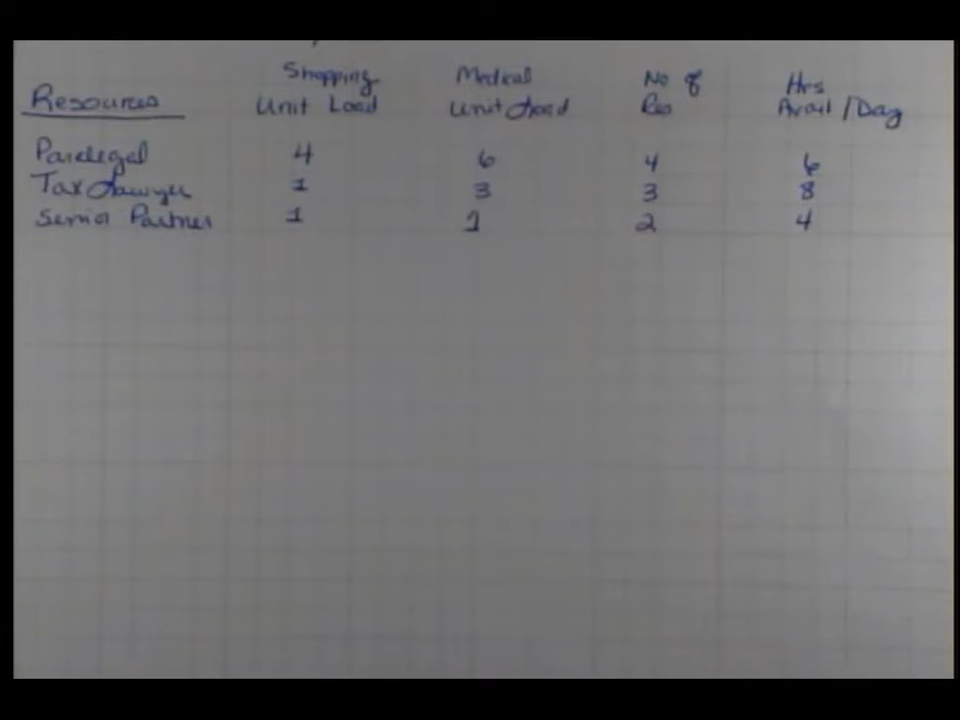 Shopping Medical No of Hrs
Resources Unit Load Unit Load Res Avail/Day
Paralegal 4 6 4 6
Tax Lawyer 1 3 3 8
Senior Partner 1 1 2 4